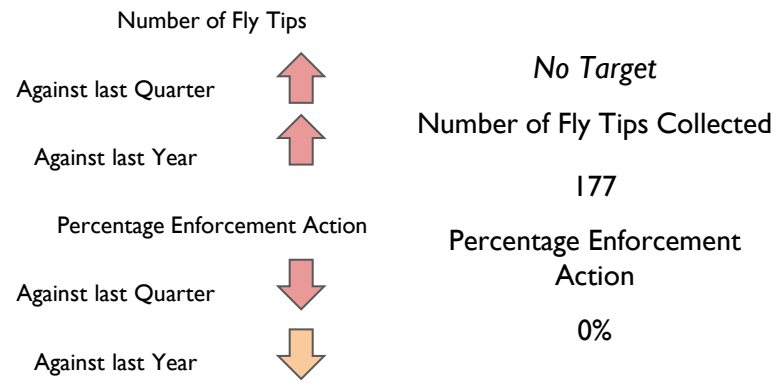 Number of Fly Tips
Against last Quarter
Against last Year
Percentage Enforcement Action
Against last Quarter
Against last Year
No Target
Number of Fly Tips Collected
177
Percentage Enforcement
Action
0%